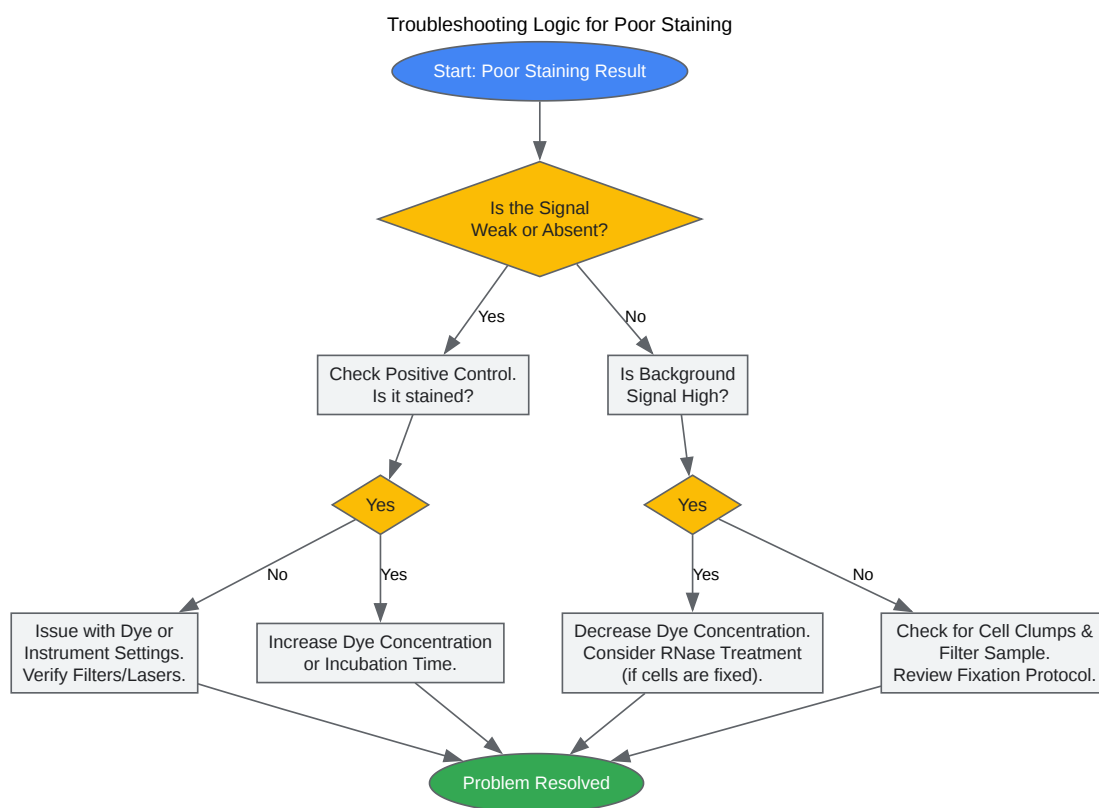 Troubleshooting Logic for Poor Staining
Start: Poor Staining Result
Is the Signal
Weak or Absent?
Yes
No
Check Positive Control.
Is it stained?
Is Background
Signal High?
Yes
Yes
No
Yes
Yes
No
Issue with Dye or
Instrument Settings.
Verify Filters/Lasers.
Increase Dye Concentration
or Incubation Time.
Decrease Dye Concentration.
Consider RNase Treatment
(if cells are fixed).
Check for Cell Clumps &
Filter Sample.
Review Fixation Protocol.
Problem Resolved